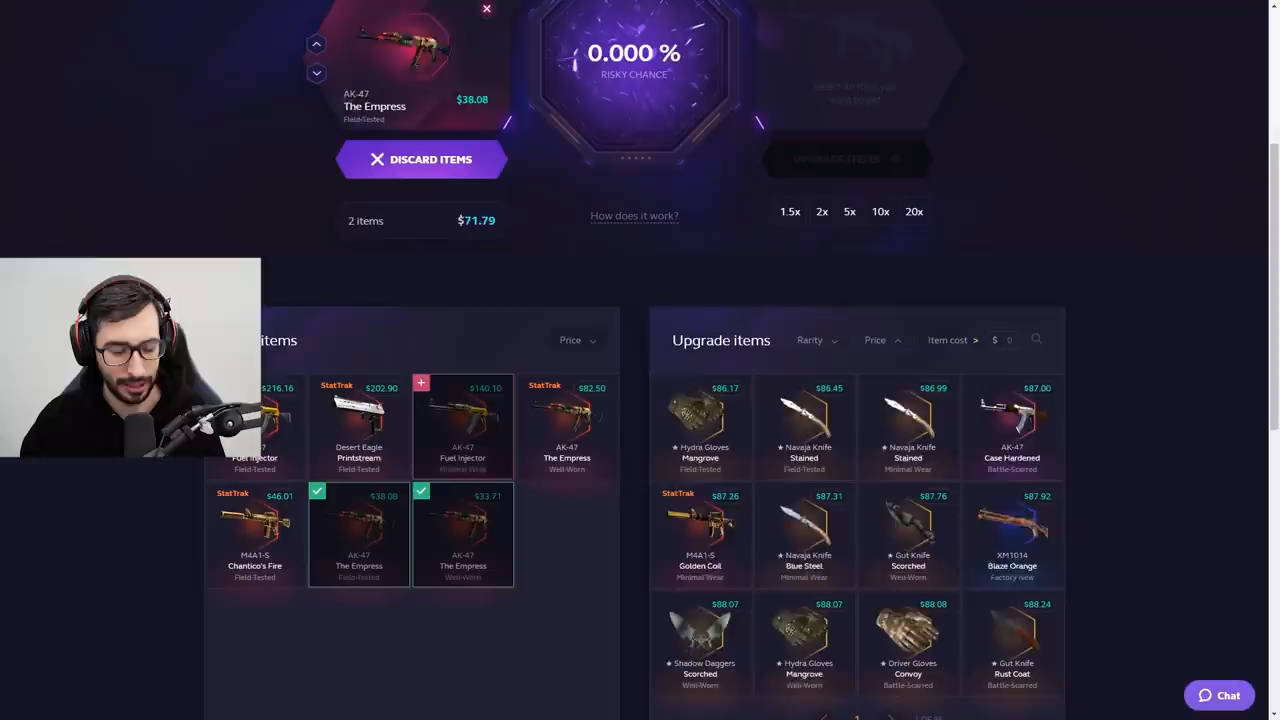 0.000 %
RISKY CHANCE
AK-47
The Empress
Field-Tested
$38.08
DISCARD ITEMS
2 items
$71.79
How does it work?
UPGRADE ITEMS
1.5x 2x 5x 10x 20x
items
Price
$216.16
Fuel Injector
Field-Tested
StatTrak
$202.90
Desert Eagle
Printstream
Field-Tested
$140.10
AK-47
Fuel Injector
Minimal Wear
StatTrak
$82.50
AK-47
The Empress
Well-Worn
StatTrak
$46.01
M4A1-S
Chantico's Fire
Field-Tested
$38.08
AK-47
The Empress
Field-Tested
$33.71
AK-47
The Empress
Well-Worn
Upgrade items
Rarity
Price
Item cost > $ 0
$86.17
★ Hydra Gloves
Mangrove
Field-Tested
$86.45
★ Navaja Knife
Stained
Field-Tested
$86.99
★ Navaja Knife
Stained
Minimal Wear
$87.00
AK-47
Case Hardened
Battle-Scarred
StatTrak
$87.26
M4A1-S
Golden Coil
Minimal Wear
$87.31
★ Navaja Knife
Blue Steel
Minimal Wear
$87.76
★ Gut Knife
Scorched
Well-Worn
$87.92
XM1014
Blaze Orange
Factory New
$88.07
★ Shadow Daggers
Scorched
Well-Worn
$88.07
★ Hydra Gloves
Mangrove
Well-Worn
$88.08
★ Driver Gloves
Convoy
Battle-Scarred
$88.24
★ Gut Knife
Rust Coat
Battle-Scarred
1
Chat